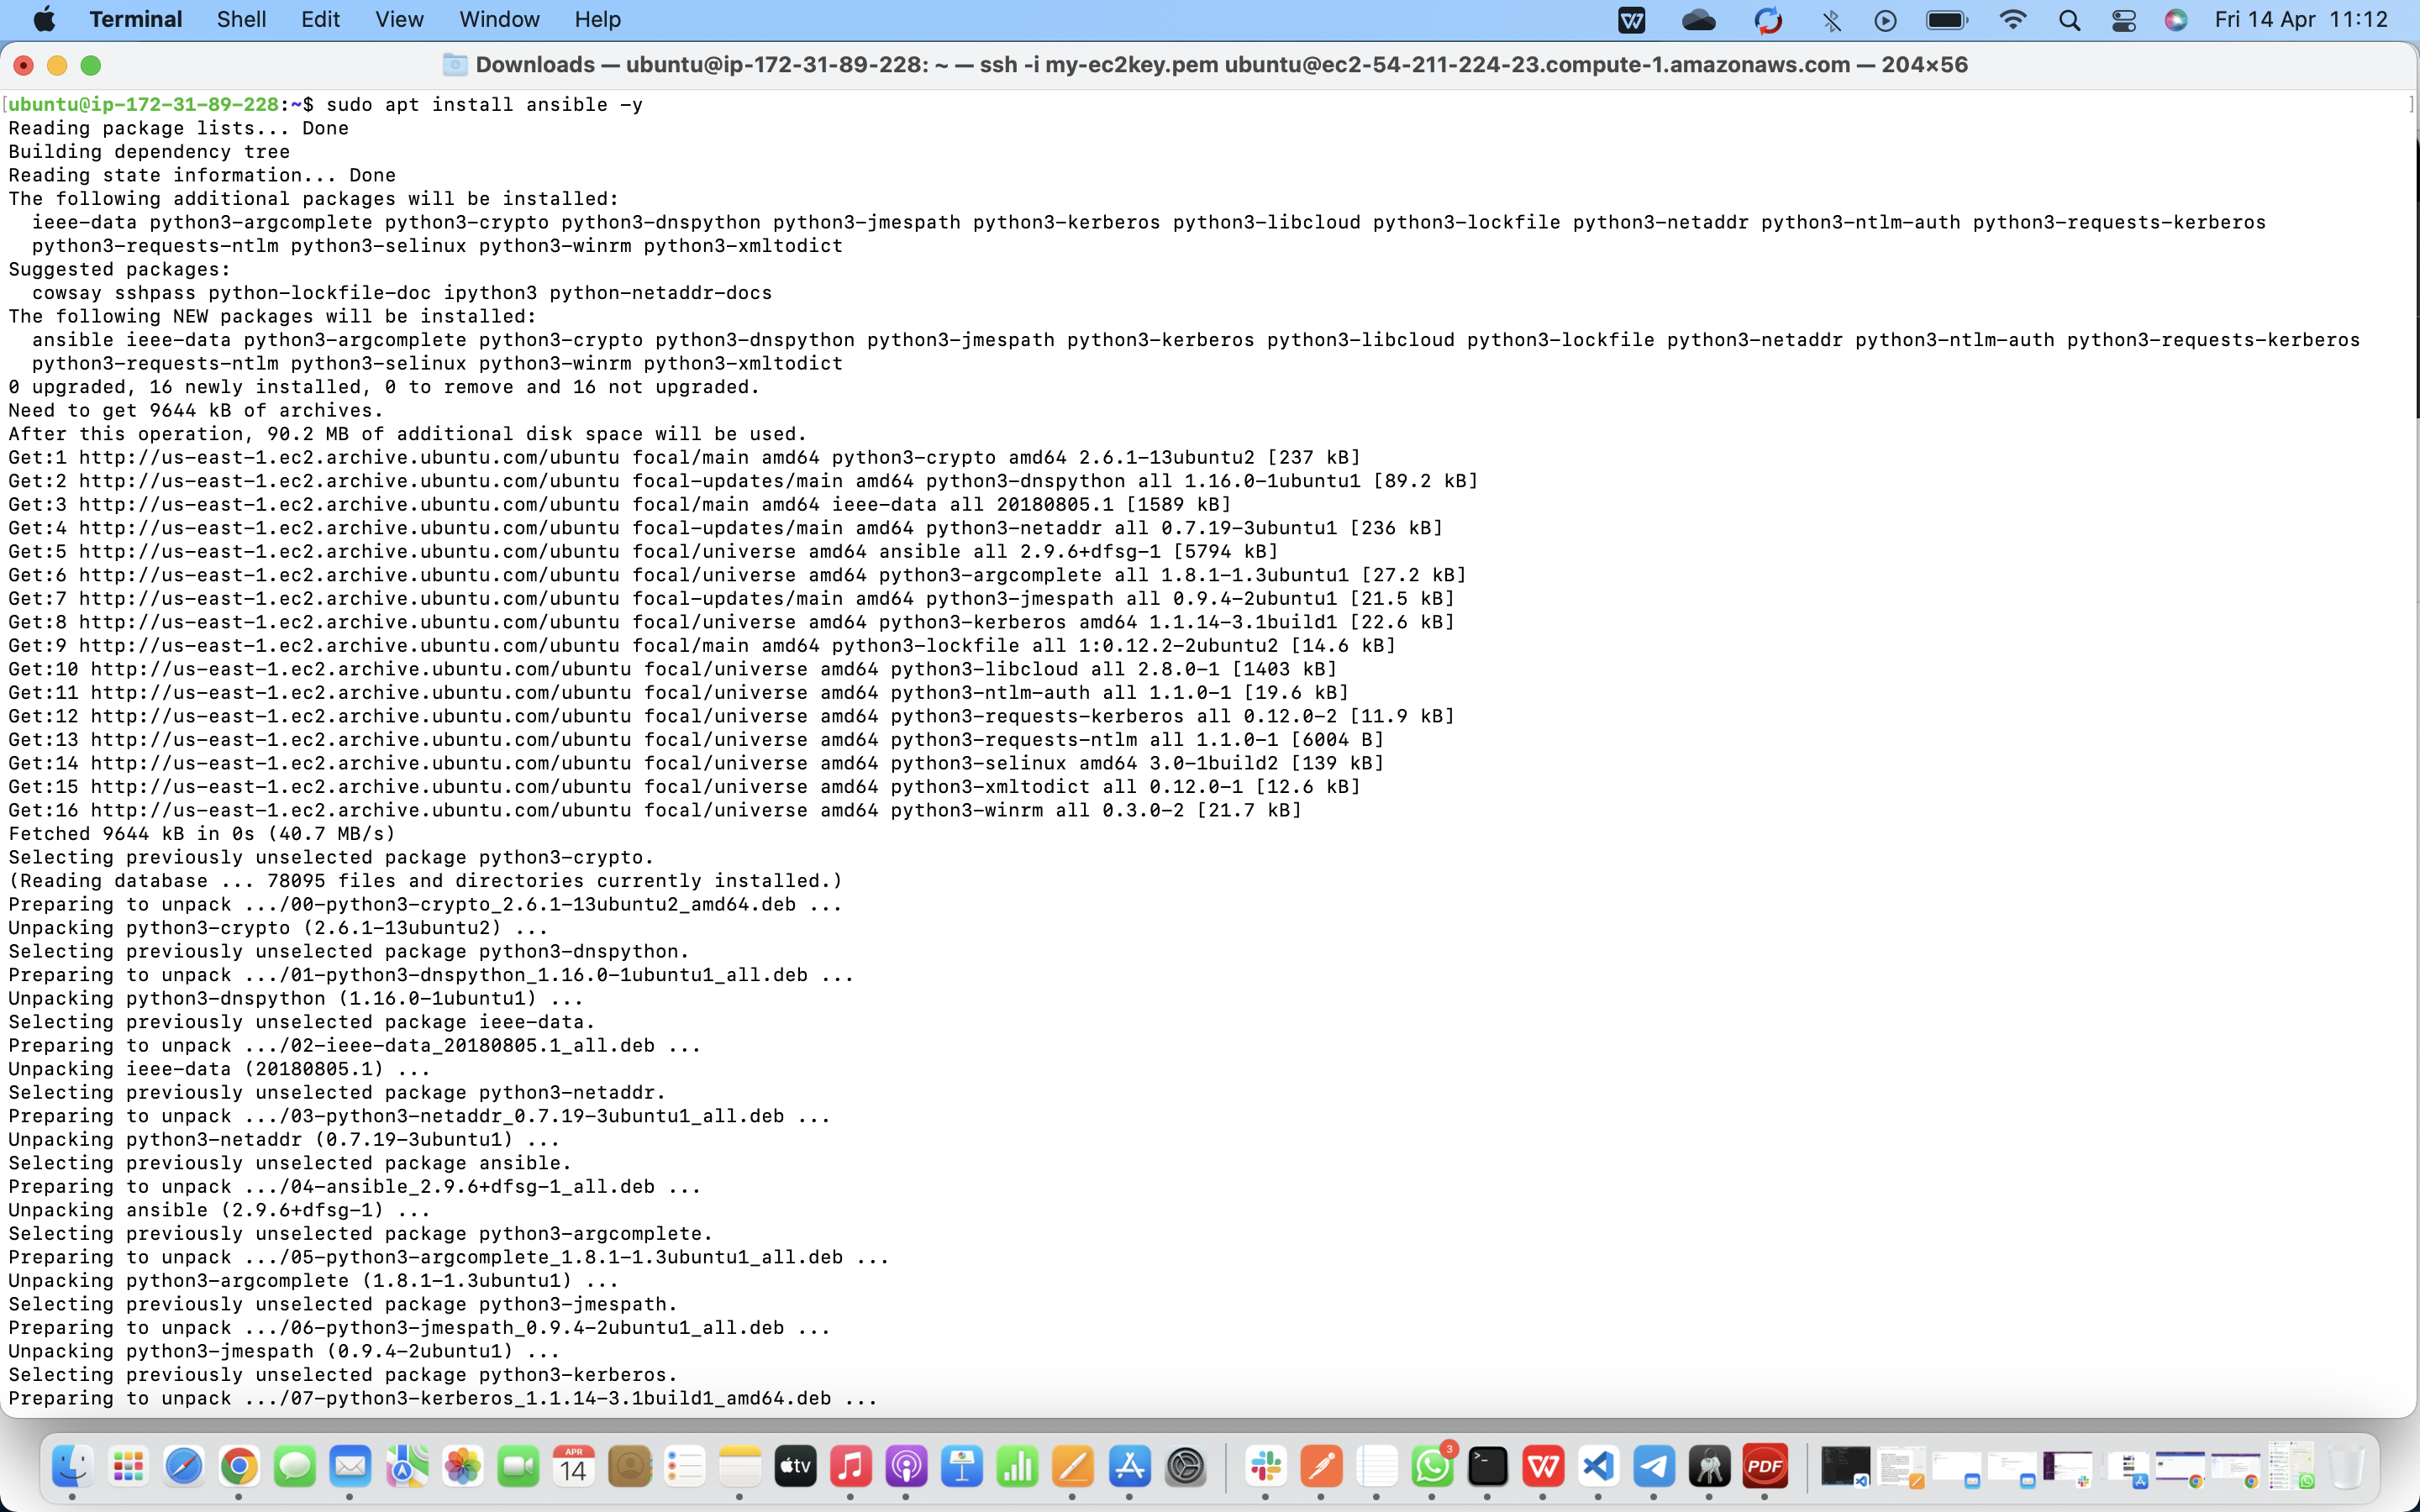 Terminal Shell Edit View Window Help Fri 14 Apr 11:12
Downloads — ubuntu@ip-172-31-89-228: ~ — ssh -i my-ec2key.pem ubuntu@ec2-54-211-224-23.compute-1.amazonaws.com — 204×56
[ubuntu@ip-172-31-89-228:~$ sudo apt install ansible -y ]
Reading package lists... Done
Building dependency tree
Reading state information... Done
The following additional packages will be installed:
  ieee-data python3-argcomplete python3-crypto python3-dnspython python3-jmespath python3-kerberos python3-libcloud python3-lockfile python3-netaddr python3-ntlm-auth python3-requests-kerberos
  python3-requests-ntlm python3-selinux python3-winrm python3-xmltodict
Suggested packages:
  cowsay sshpass python-lockfile-doc ipython3 python-netaddr-docs
The following NEW packages will be installed:
  ansible ieee-data python3-argcomplete python3-crypto python3-dnspython python3-jmespath python3-kerberos python3-libcloud python3-lockfile python3-netaddr python3-ntlm-auth python3-requests-kerberos
  python3-requests-ntlm python3-selinux python3-winrm python3-xmltodict
0 upgraded, 16 newly installed, 0 to remove and 16 not upgraded.
Need to get 9644 kB of archives.
After this operation, 90.2 MB of additional disk space will be used.
Get:1 http://us-east-1.ec2.archive.ubuntu.com/ubuntu focal/main amd64 python3-crypto amd64 2.6.1-13ubuntu2 [237 kB]
Get:2 http://us-east-1.ec2.archive.ubuntu.com/ubuntu focal-updates/main amd64 python3-dnspython all 1.16.0-1ubuntu1 [89.2 kB]
Get:3 http://us-east-1.ec2.archive.ubuntu.com/ubuntu focal/main amd64 ieee-data all 20180805.1 [1589 kB]
Get:4 http://us-east-1.ec2.archive.ubuntu.com/ubuntu focal-updates/main amd64 python3-netaddr all 0.7.19-3ubuntu1 [236 kB]
Get:5 http://us-east-1.ec2.archive.ubuntu.com/ubuntu focal/universe amd64 ansible all 2.9.6+dfsg-1 [5794 kB]
Get:6 http://us-east-1.ec2.archive.ubuntu.com/ubuntu focal/universe amd64 python3-argcomplete all 1.8.1-1.3ubuntu1 [27.2 kB]
Get:7 http://us-east-1.ec2.archive.ubuntu.com/ubuntu focal-updates/main amd64 python3-jmespath all 0.9.4-2ubuntu1 [21.5 kB]
Get:8 http://us-east-1.ec2.archive.ubuntu.com/ubuntu focal/universe amd64 python3-kerberos amd64 1.1.14-3.1build1 [22.6 kB]
Get:9 http://us-east-1.ec2.archive.ubuntu.com/ubuntu focal/main amd64 python3-lockfile all 1:0.12.2-2ubuntu2 [14.6 kB]
Get:10 http://us-east-1.ec2.archive.ubuntu.com/ubuntu focal/universe amd64 python3-libcloud all 2.8.0-1 [1403 kB]
Get:11 http://us-east-1.ec2.archive.ubuntu.com/ubuntu focal/universe amd64 python3-ntlm-auth all 1.1.0-1 [19.6 kB]
Get:12 http://us-east-1.ec2.archive.ubuntu.com/ubuntu focal/universe amd64 python3-requests-kerberos all 0.12.0-2 [11.9 kB]
Get:13 http://us-east-1.ec2.archive.ubuntu.com/ubuntu focal/universe amd64 python3-requests-ntlm all 1.1.0-1 [6004 B]
Get:14 http://us-east-1.ec2.archive.ubuntu.com/ubuntu focal/universe amd64 python3-selinux amd64 3.0-1build2 [139 kB]
Get:15 http://us-east-1.ec2.archive.ubuntu.com/ubuntu focal/universe amd64 python3-xmltodict all 0.12.0-1 [12.6 kB]
Get:16 http://us-east-1.ec2.archive.ubuntu.com/ubuntu focal/universe amd64 python3-winrm all 0.3.0-2 [21.7 kB]
Fetched 9644 kB in 0s (40.7 MB/s)
Selecting previously unselected package python3-crypto.
(Reading database ... 78095 files and directories currently installed.)
Preparing to unpack .../00-python3-crypto_2.6.1-13ubuntu2_amd64.deb ...
Unpacking python3-crypto (2.6.1-13ubuntu2) ...
Selecting previously unselected package python3-dnspython.
Preparing to unpack .../01-python3-dnspython_1.16.0-1ubuntu1_all.deb ...
Unpacking python3-dnspython (1.16.0-1ubuntu1) ...
Selecting previously unselected package ieee-data.
Preparing to unpack .../02-ieee-data_20180805.1_all.deb ...
Unpacking ieee-data (20180805.1) ...
Selecting previously unselected package python3-netaddr.
Preparing to unpack .../03-python3-netaddr_0.7.19-3ubuntu1_all.deb ...
Unpacking python3-netaddr (0.7.19-3ubuntu1) ...
Selecting previously unselected package ansible.
Preparing to unpack .../04-ansible_2.9.6+dfsg-1_all.deb ...
Unpacking ansible (2.9.6+dfsg-1) ...
Selecting previously unselected package python3-argcomplete.
Preparing to unpack .../05-python3-argcomplete_1.8.1-1.3ubuntu1_all.deb ...
Unpacking python3-argcomplete (1.8.1-1.3ubuntu1) ...
Selecting previously unselected package python3-jmespath.
Preparing to unpack .../06-python3-jmespath_0.9.4-2ubuntu1_all.deb ...
Unpacking python3-jmespath (0.9.4-2ubuntu1) ...
Selecting previously unselected package python3-kerberos.
Preparing to unpack .../07-python3-kerberos_1.1.14-3.1build1_amd64.deb ...
APR
14
tv
3
PDF